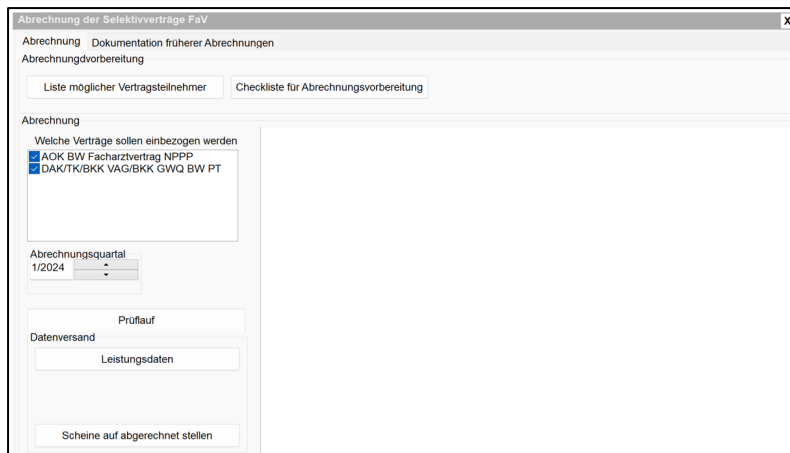 Abrechnung der Selektivverträge FaV
X
Abrechnung Dokumentation früherer Abrechnungen
Abrechnungdvorbereitung
Liste möglicher Vertragsteilnehmer Checkliste für Abrechnungsvorbereitung
Abrechnung
Welche Verträge sollen einbezogen werden
AOK BW Facharztvertrag NPPP
DAK/TK/BKK VAG/BKK GWQ BW PT
Abrechnungsquartal
1/2024
Prüflauf
Datenversand
Leistungsdaten
Scheine auf abgerechnet stellen